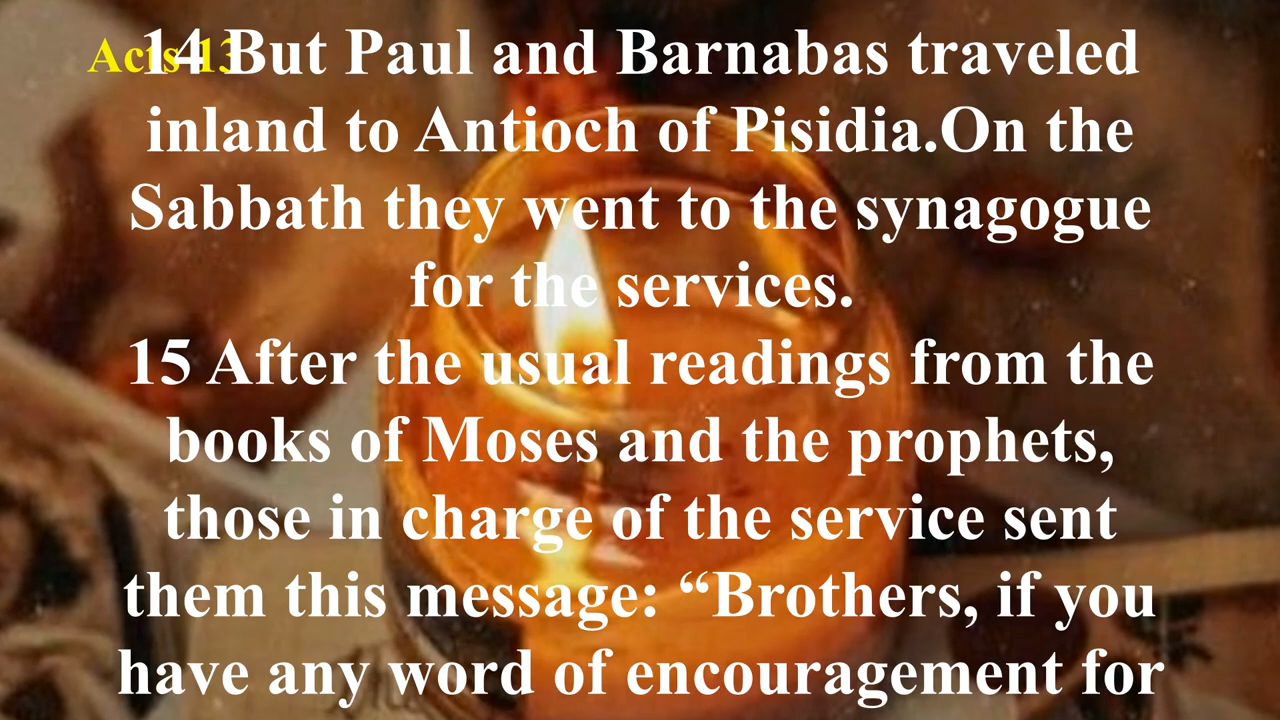 Acts 13
14 But Paul and Barnabas traveled
inland to Antioch of Pisidia.On the
Sabbath they went to the synagogue
for the services.
15 After the usual readings from the
books of Moses and the prophets,
those in charge of the service sent
them this message: “Brothers, if you
have any word of encouragement for